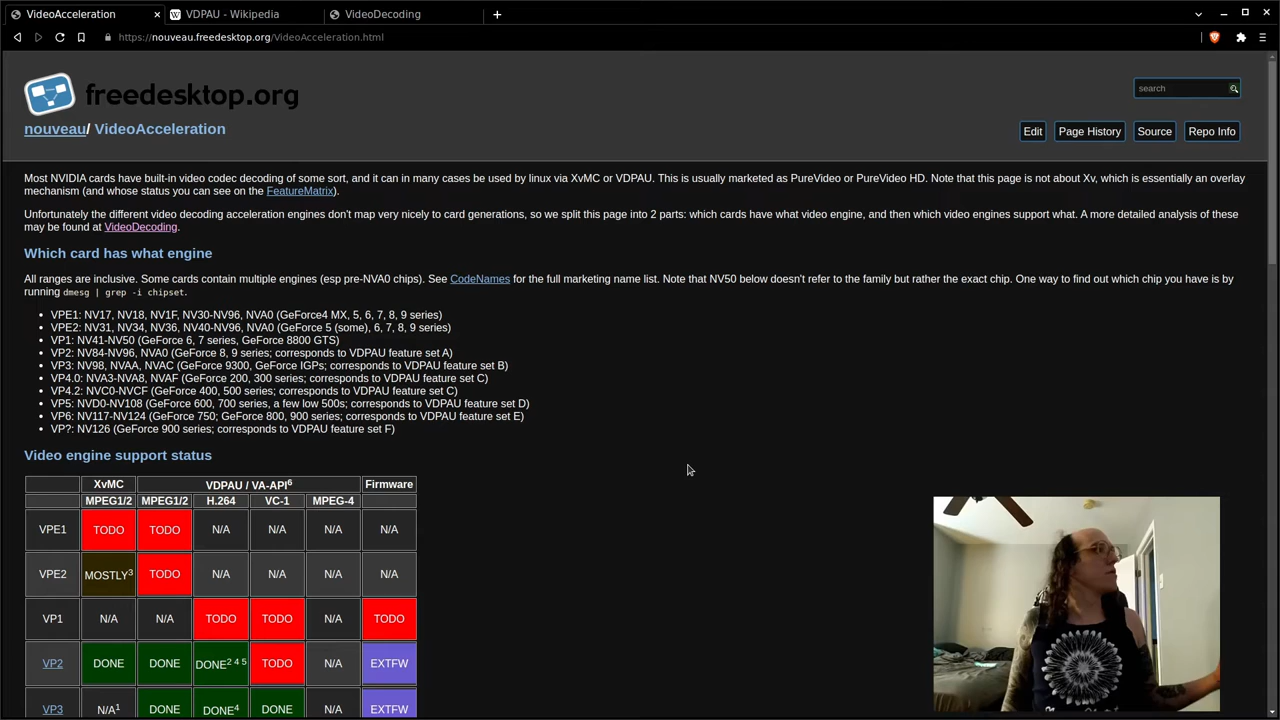 VideoAcceleration
VDPAU - Wikipedia
VideoDecoding
https://nouveau.freedesktop.org/VideoAcceleration.html
freedesktop.org
search
nouveau/ VideoAcceleration
Edit
Page History
Source
Repo Info
Most NVIDIA cards have built-in video codec decoding of some sort, and it can in many cases be used by linux via XvMC or VDPAU. This is usually marketed as PureVideo or PureVideo HD. Note that this page is not about Xv, which is essentially an overlay
mechanism (and whose status you can see on the FeatureMatrix).
Unfortunately the different video decoding acceleration engines don't map very nicely to card generations, so we split this page into 2 parts: which cards have what video engine, and then which video engines support what. A more detailed analysis of these
may be found at VideoDecoding.
Which card has what engine
All ranges are inclusive. Some cards contain multiple engines (esp pre-NVA0 chips). See CodeNames for the full marketing name list. Note that NV50 below doesn't refer to the family but rather the exact chip. One way to find out which chip you have is by
running dmesg | grep -i chipset.
• VPE1: NV17, NV18, NV1F, NV30-NV96, NVA0 (GeForce4 MX, 5, 6, 7, 8, 9 series)
• VPE2: NV31, NV34, NV36, NV40-NV96, NVA0 (GeForce 5 (some), 6, 7, 8, 9 series)
• VP1: NV41-NV50 (GeForce 6, 7 series, GeForce 8800 GTS)
• VP2: NV84-NV96, NVA0 (GeForce 8, 9 series; corresponds to VDPAU feature set A)
• VP3: NV98, NVAA, NVAC (GeForce 9300, GeForce IGPs; corresponds to VDPAU feature set B)
• VP4.0: NVA3-NVA8, NVAF (GeForce 200, 300 series; corresponds to VDPAU feature set C)
• VP4.2: NVC0-NVCF (GeForce 400, 500 series; corresponds to VDPAU feature set C)
• VP5: NVD0-NV108 (GeForce 600, 700 series, a few low 500s; corresponds to VDPAU feature set D)
• VP6: NV117-NV124 (GeForce 750; GeForce 800, 900 series; corresponds to VDPAU feature set E)
• VP?: NV126 (GeForce 900 series; corresponds to VDPAU feature set F)
Video engine support status
XvMC VDPAU / VA-API6 Firmware
MPEG1/2 MPEG1/2 H.264 VC-1 MPEG-4
VPE1 TODO TODO N/A N/A N/A N/A
VPE2 MOSTLY3 TODO N/A N/A N/A N/A
VP1 N/A N/A TODO TODO N/A TODO
VP2 DONE DONE DONE2 4 5 TODO N/A EXTFW
VP3 N/A1 DONE DONE4 DONE N/A EXTFW